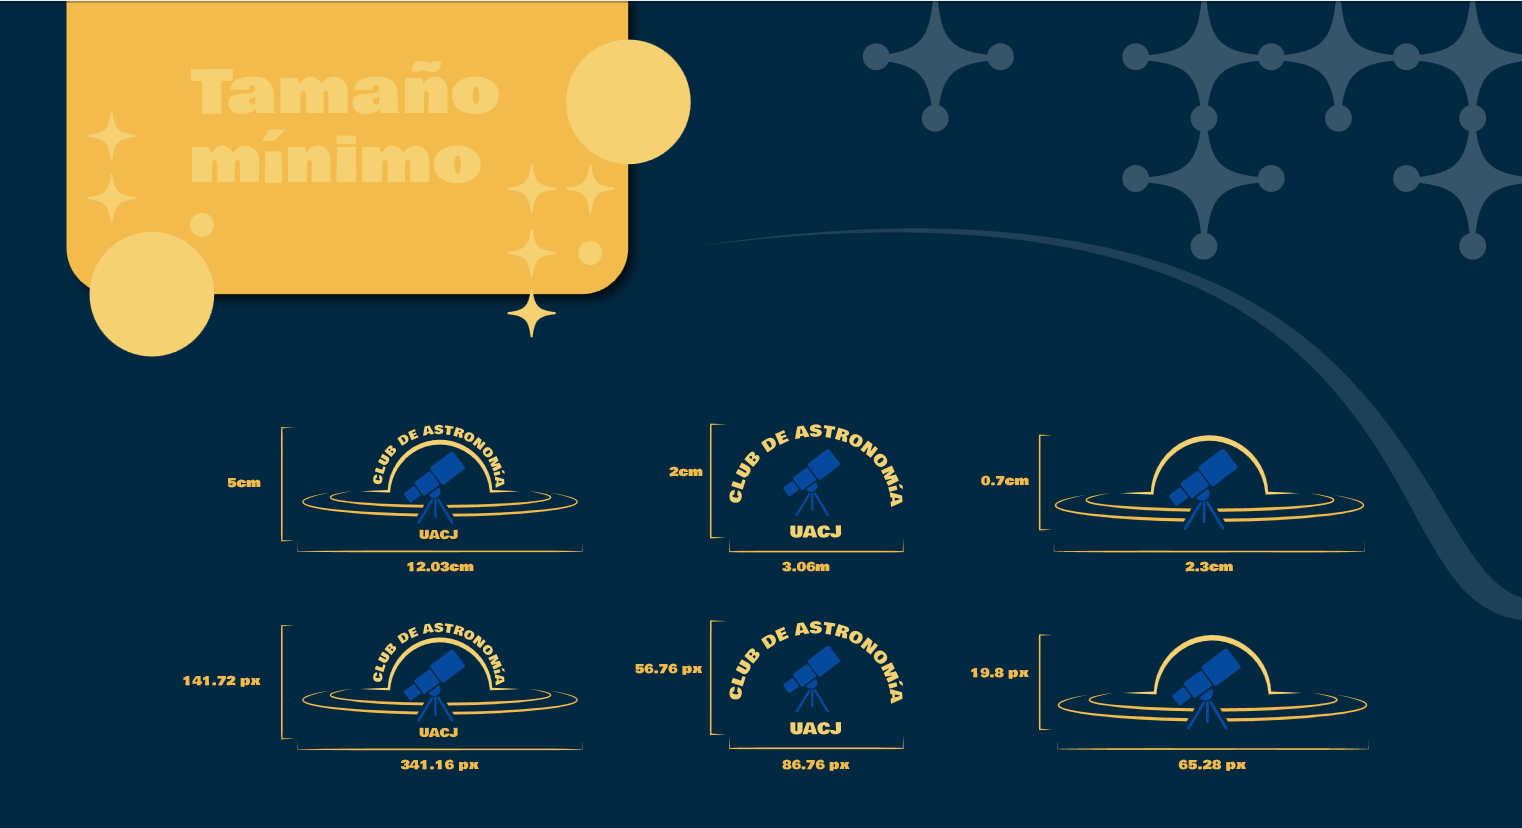 Tamaño
mínimo
CLUB DE ASTRONOMíA
UACJ
5cm
12.03cm
CLUB DE ASTRONOMíA
UACJ
2cm
3.06m
0.7cm
2.3cm
CLUB DE ASTRONOMíA
UACJ
141.72 px
341.16 px
CLUB DE ASTRONOMíA
UACJ
56.76 px
86.76 px
19.8 px
65.28 px